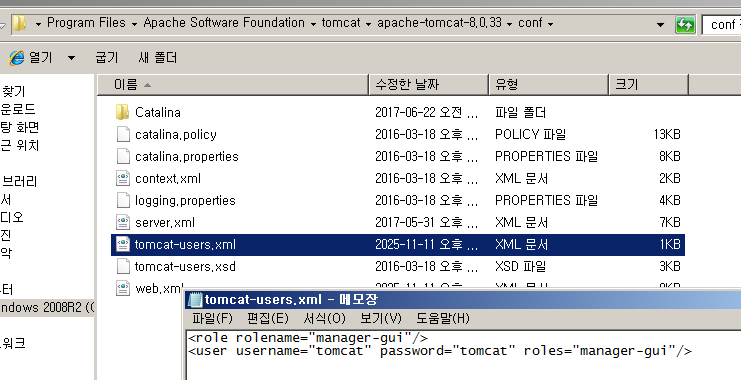 Program Files ▸ Apache Software Foundation ▸ tomcat ▸ apache-tomcat-8.0.33 ▸ conf
conf
열기 굽기 새 폴더
이름 수정한 날짜 유형 크기
찾기
Catalina 2017-06-22 오전 ... 파일 폴더
운로드
catalina.policy 2016-03-18 오후 ... POLICY 파일 13KB
탕 화면
근 위치
catalina.properties 2016-03-18 오후 ... PROPERTIES 파일 8KB
context.xml 2016-03-18 오후 ... XML 문서 2KB
브러리
logging.properties 2016-03-18 오후 ... PROPERTIES 파일 4KB
서
디오
server.xml 2017-05-31 오후 ... XML 문서 7KB
진
tomcat-users.xml 2025-11-11 오후 ... XML 문서 1KB
악
tomcat-users.xsd 2016-03-18 오후 ... XSD 파일 3KB
터
web.xml
ndows 2008R2 (C
워크
tomcat-users.xml - 메모장
파일(F) 편집(E) 서식(O) 보기(V) 도움말(H)
<role rolename="manager-gui"/>
<user username="tomcat" password="tomcat" roles="manager-gui"/>